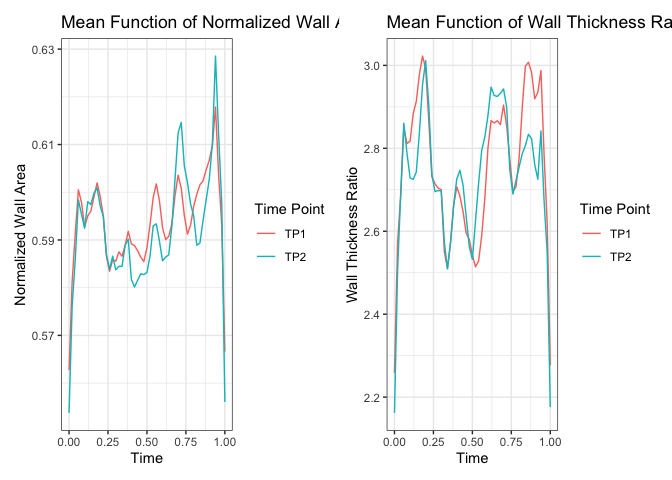 Mean Function of Normalized Wall
Mean Function of Wall Thickness Ra
0.63
0.61
0.59
0.57
Normalized Wall Area
0.00
0.25
0.50
0.75
1.00
Time
Time Point
TP1
TP2
3.0
2.8
2.6
2.4
2.2
Wall Thickness Ratio
0.00
0.25
0.50
0.75
1.00
Time
Time Point
TP1
TP2